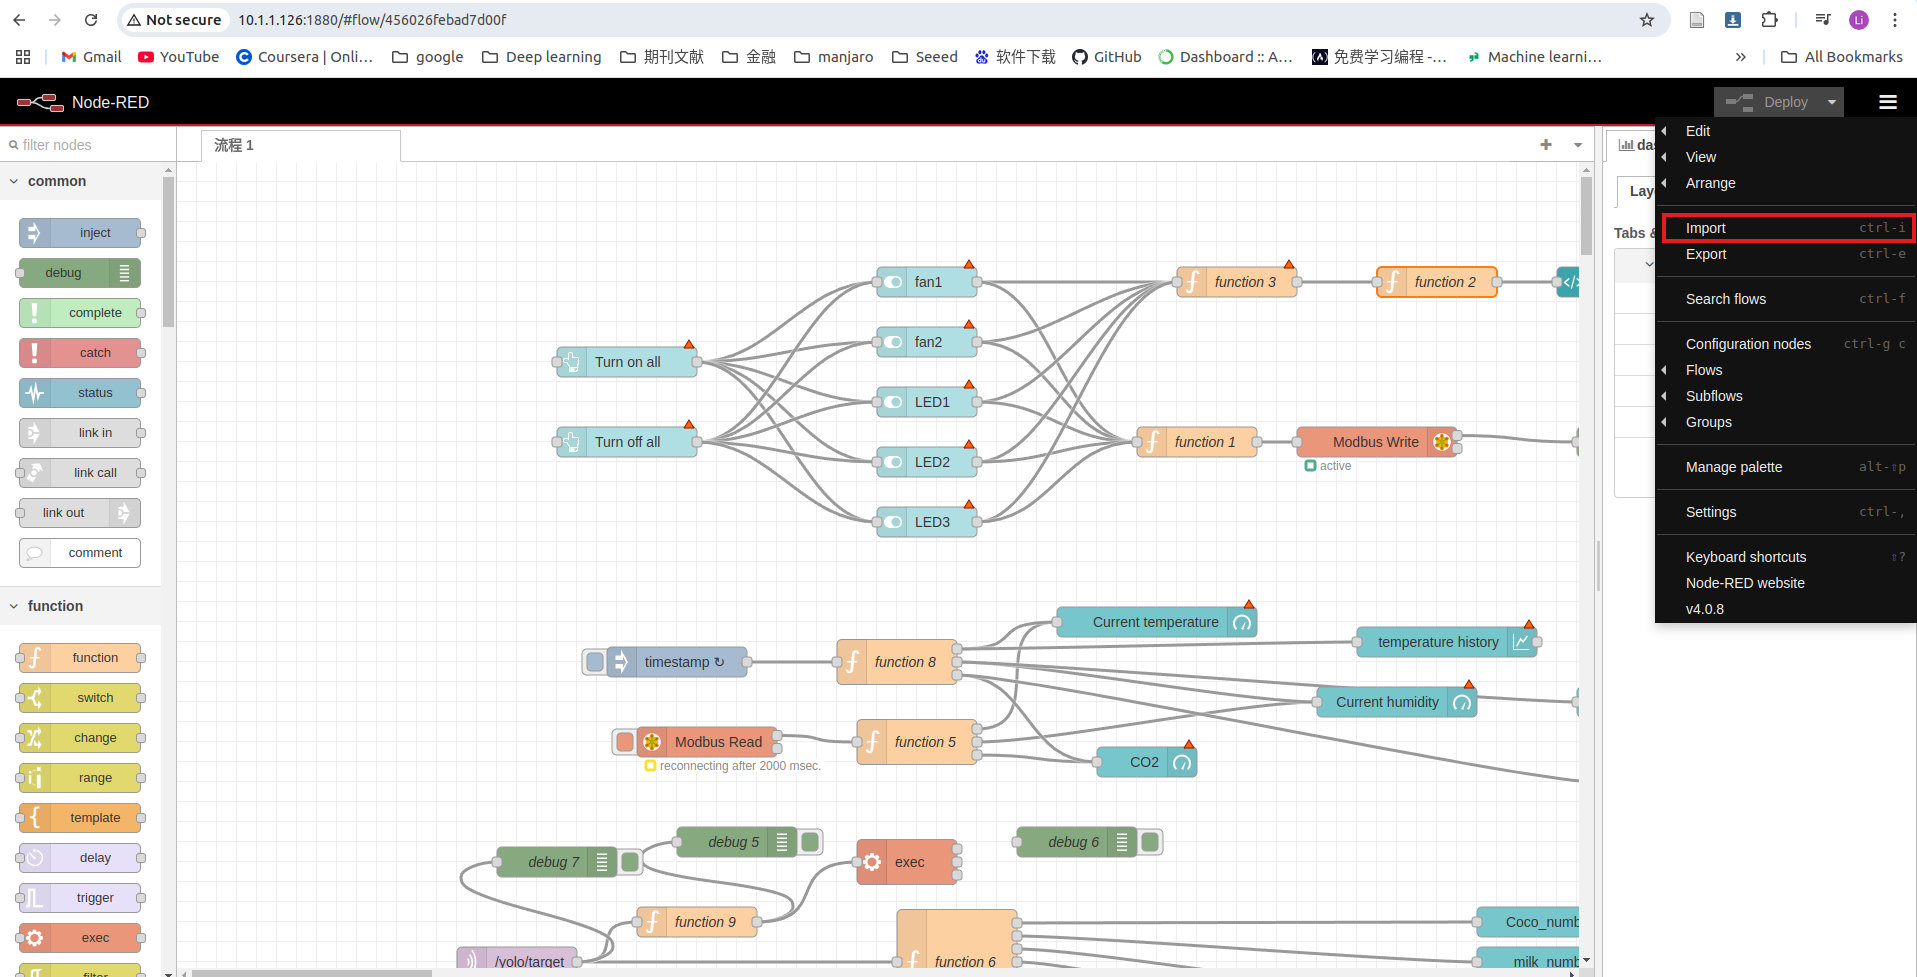 Not secure 10.1.1.126:1880/#flow/456026febad7d00f
Li
Gmail YouTube Coursera | Onli... google Deep learning 期刊文献 金融 manjaro Seeed 软件下载 GitHub Dashboard :: A... 免费学习编程 -... Machine learni... » All Bookmarks
Node-RED Deploy
filter nodes
流程 1
common
inject
debug
complete
catch
status
link in
link call
link out
comment
function
function
switch
change
range
template
delay
trigger
exec
filter
fan1
fan2
LED1
LED2
LED3
Turn on all
Turn off all
function 3
function 2
function 1
Modbus Write
active
Current temperature
temperature history
timestamp ↻
function 8
Current humidity
Modbus Read
reconnecting after 2000 msec.
function 5
CO2
debug 5
debug 6
debug 7
exec
function 9
/yolo/target
function 6
Coco_numb
milk_numb
das
Lay
Tabs &
Edit
View
Arrange
Import ctrl-i
Export ctrl-e
Search flows ctrl-f
Configuration nodes ctrl-g c
Flows
Subflows
Groups
Manage palette alt-⇧p
Settings ctrl-,
Keyboard shortcuts ⇧?
Node-RED website
v4.0.8